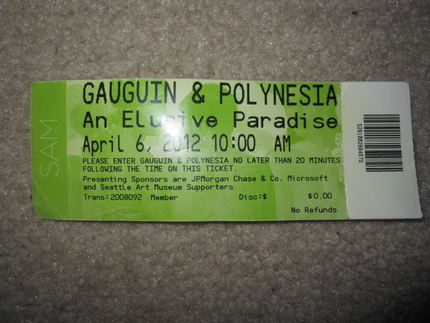 SAM
GAUGUIN & POLYNESIA
An Elusive Paradise
April 6, 2012 10:00 AM
PLEASE ENTER GAUGUIN & POLYNESIA NO LATER THAN 20 MINUTES
FOLLOWING THE TIME ON THIS TICKET.
Presenting Sponsors are JPMorgan Chase & Co. Microsoft
and Seattle Art Museum Supporters
Trans: 2008092 Member Disc:$ $0.00
No Refunds